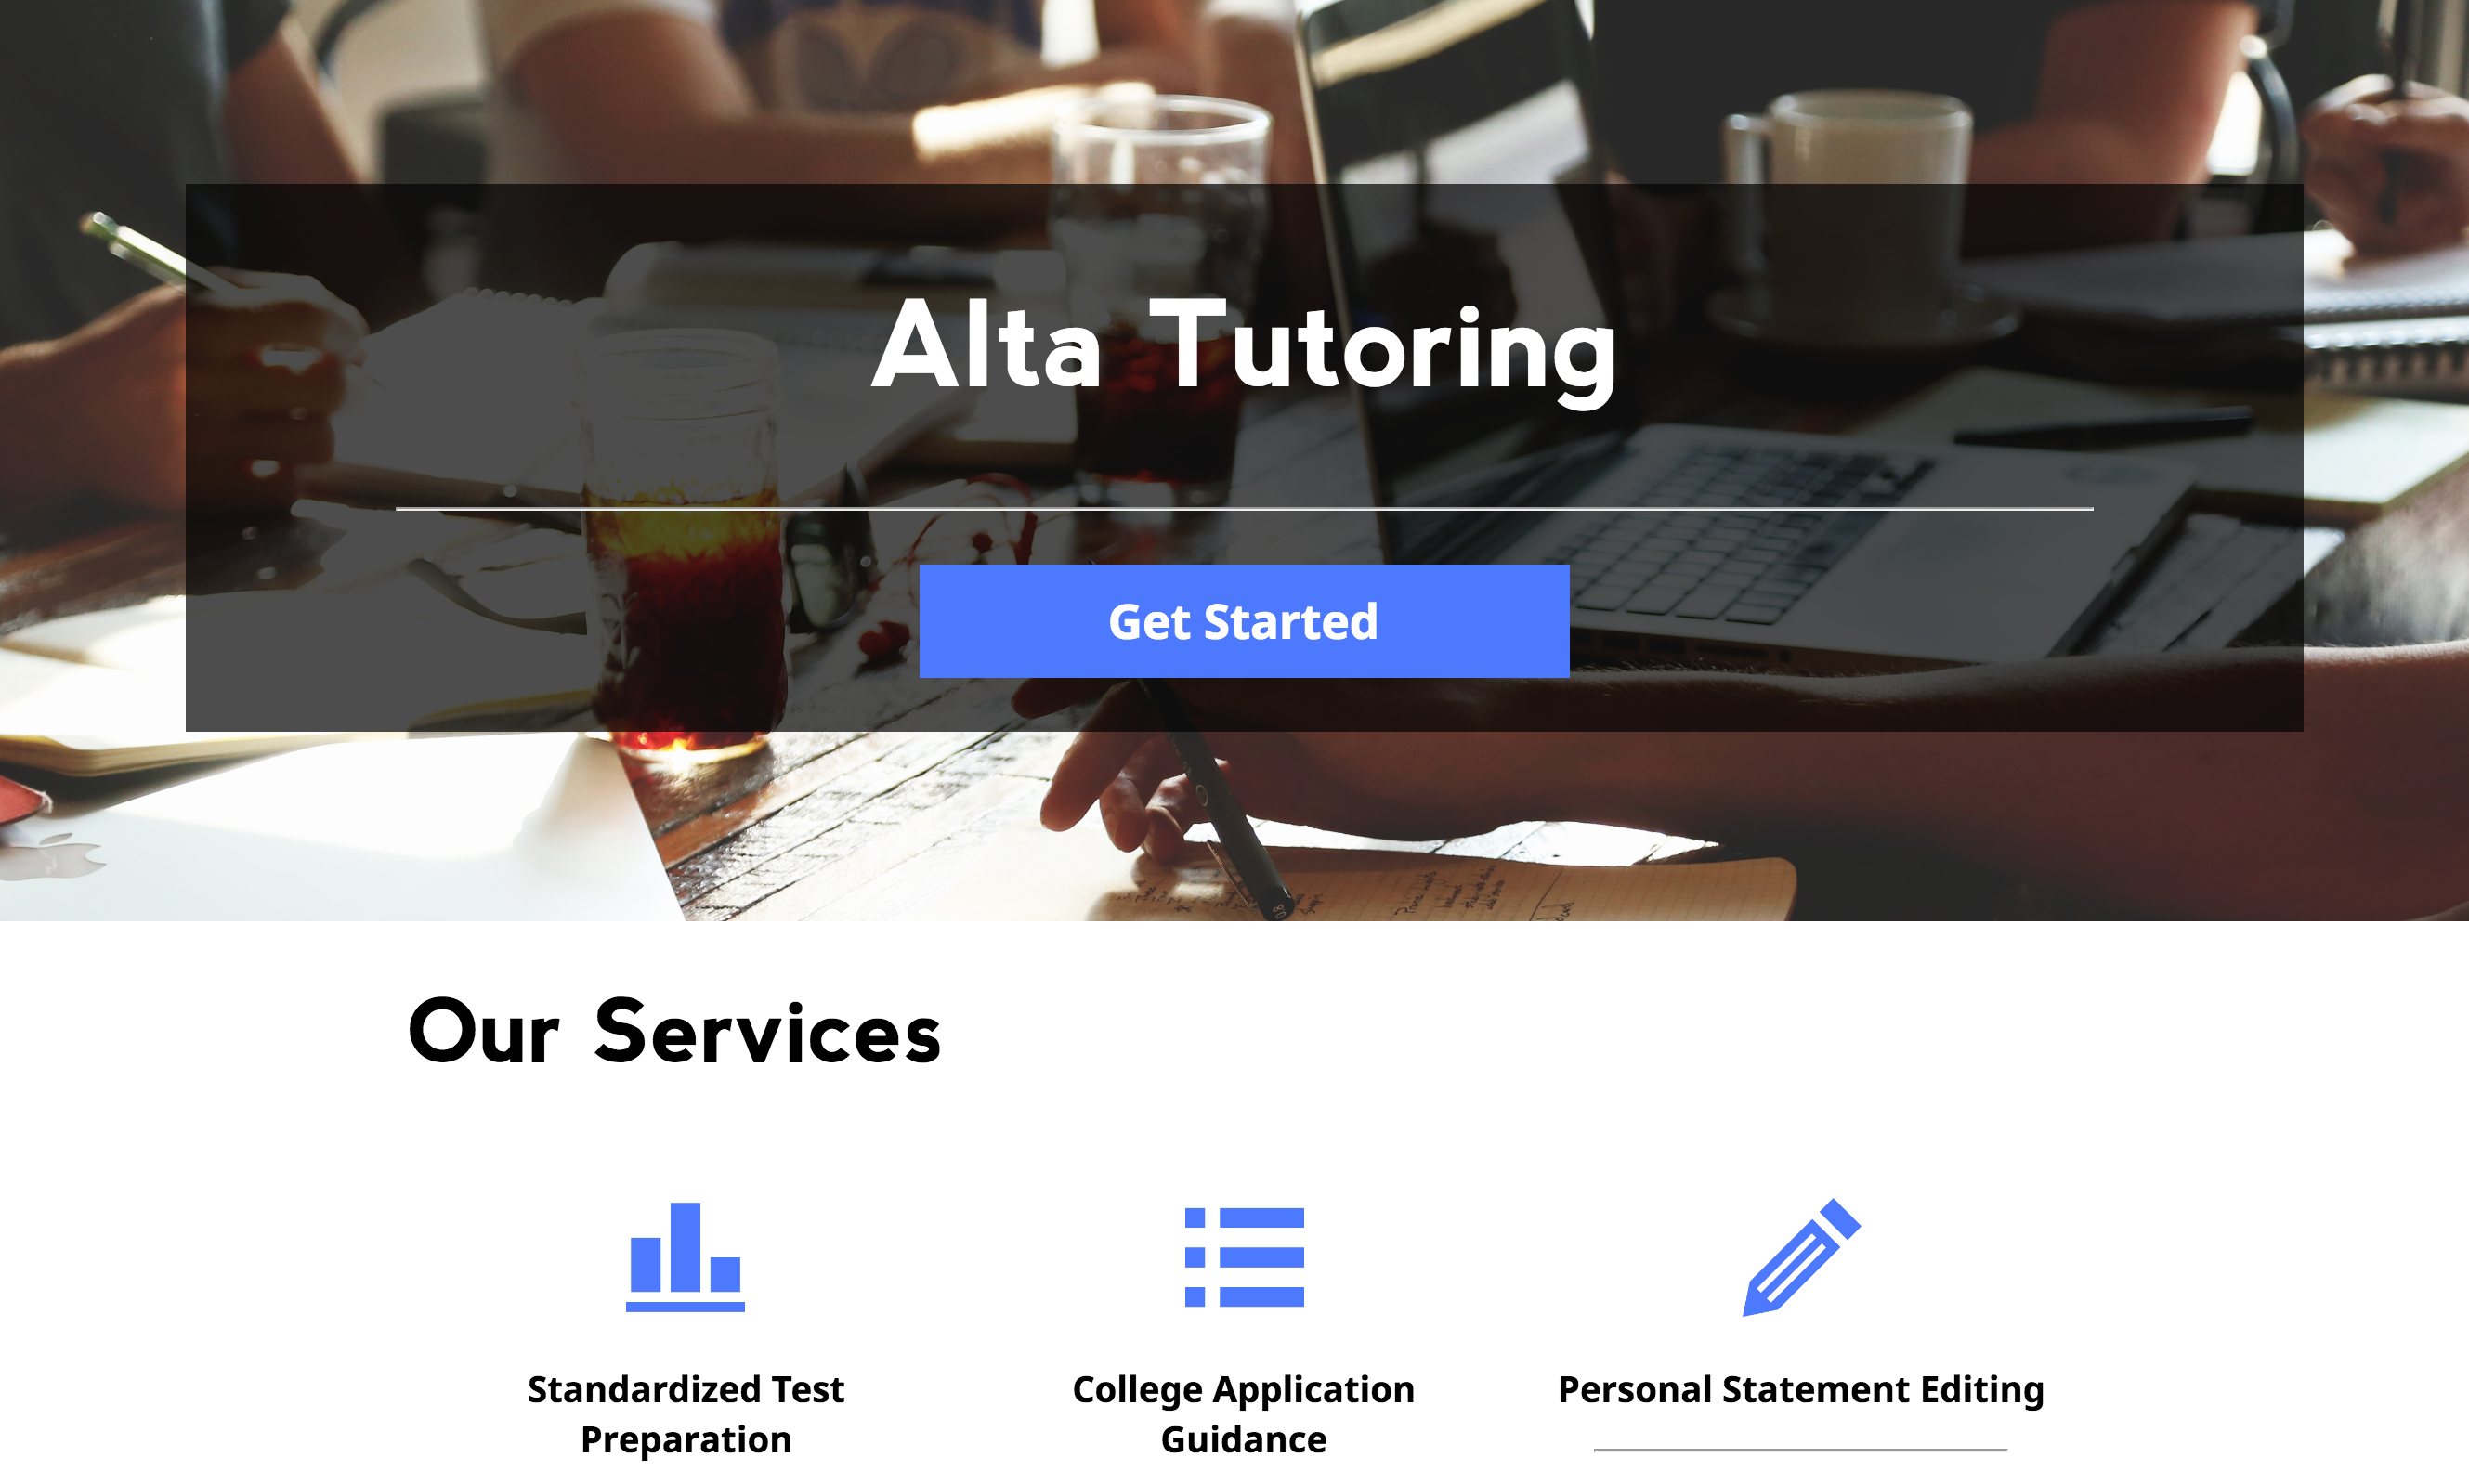 Alta Tutoring
Get Started
Our Services
Standardized Test
Preparation
College Application
Guidance
Personal Statement Editing